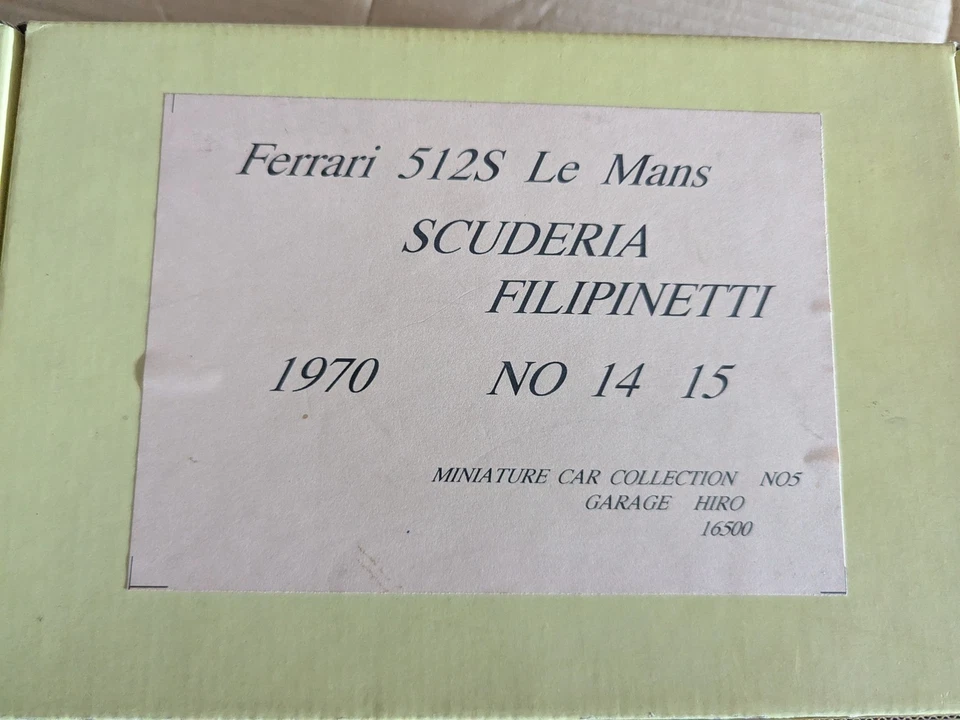 Ferrari 512S Le Mans
SCUDERIA
FILIPINETTI
1970 NO 14 15
MINIATURE CAR COLLECTION NO5
GARAGE HIRO
16500